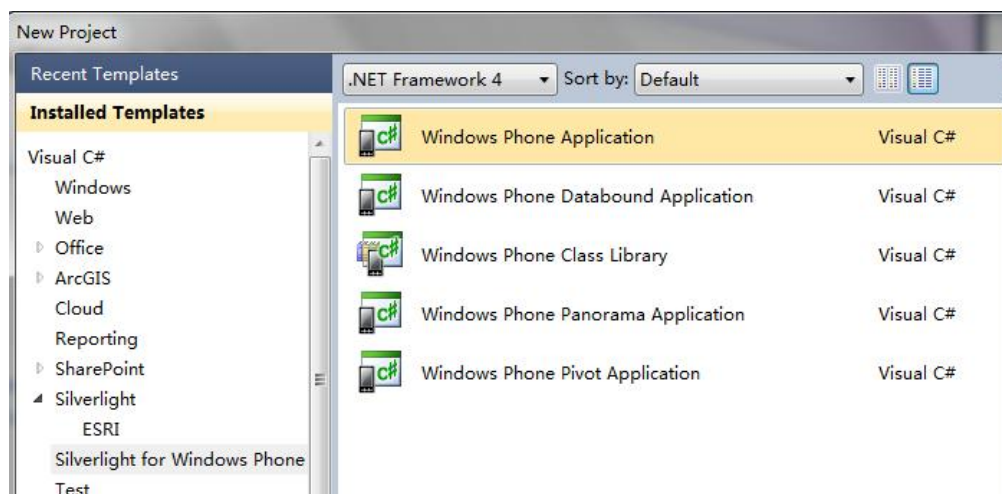 New Project
Recent Templates
Installed Templates
Visual C#
Windows
Web
Office
ArcGIS
Cloud
Reporting
SharePoint
Silverlight
ESRI
Silverlight for Windows Phone
Test
.NET Framework 4 Sort by: Default
C# Windows Phone Application Visual C#
C# Windows Phone Databound Application Visual C#
C# Windows Phone Class Library Visual C#
C# Windows Phone Panorama Application Visual C#
C# Windows Phone Pivot Application Visual C#